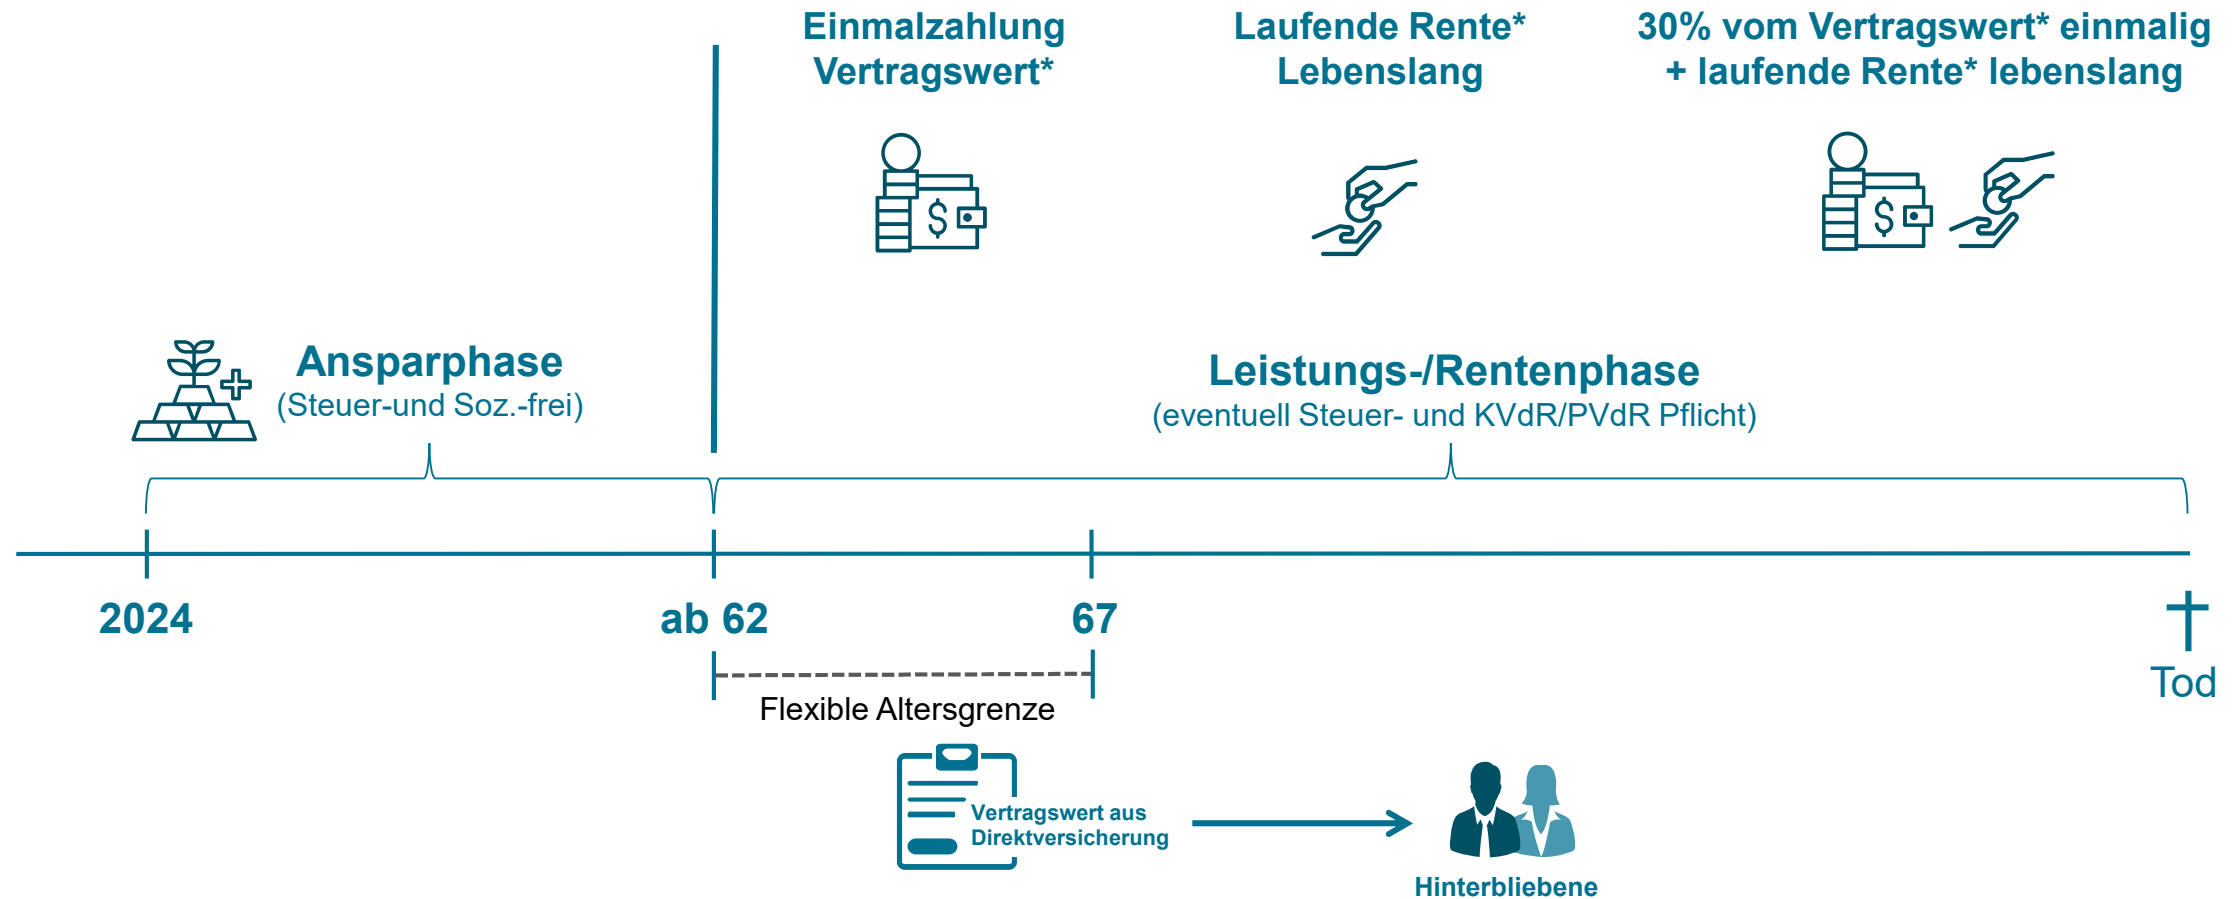 Einmalzahlung
Vertragswert*
Laufende Rente*
Lebenslang
30% vom Vertragswert* einmalig
+ laufende Rente* lebenslang
$
$
Ansparphase
(Steuer-und Soz.-frei)
Leistungs-/Rentenphase
(eventuell Steuer- und KVdR/PVdR Pflicht)
2024
ab 62
67
Tod
Flexible Altersgrenze
Vertragswert aus
Direktversicherung
Hinterbliebene